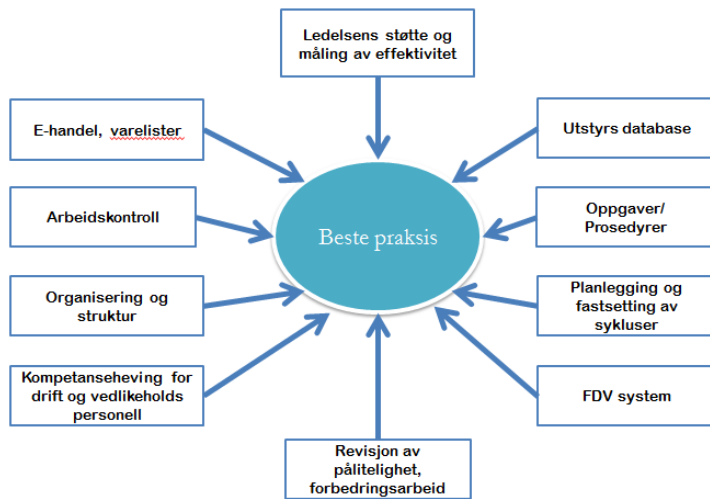 Ledelsens støtte og
måling av effektivitet
E-handel, varelister
Utstyrs database
Arbeidskontroll
Beste praksis
Oppgaver/
Prosedyrer
Organisering og
struktur
Planlegging og
fastsetting av
sykluser
Kompetanseheving for
drift og vedlikeholds
personell
FDV system
Revisjon av
pålitelighet,
forbedringsarbeid